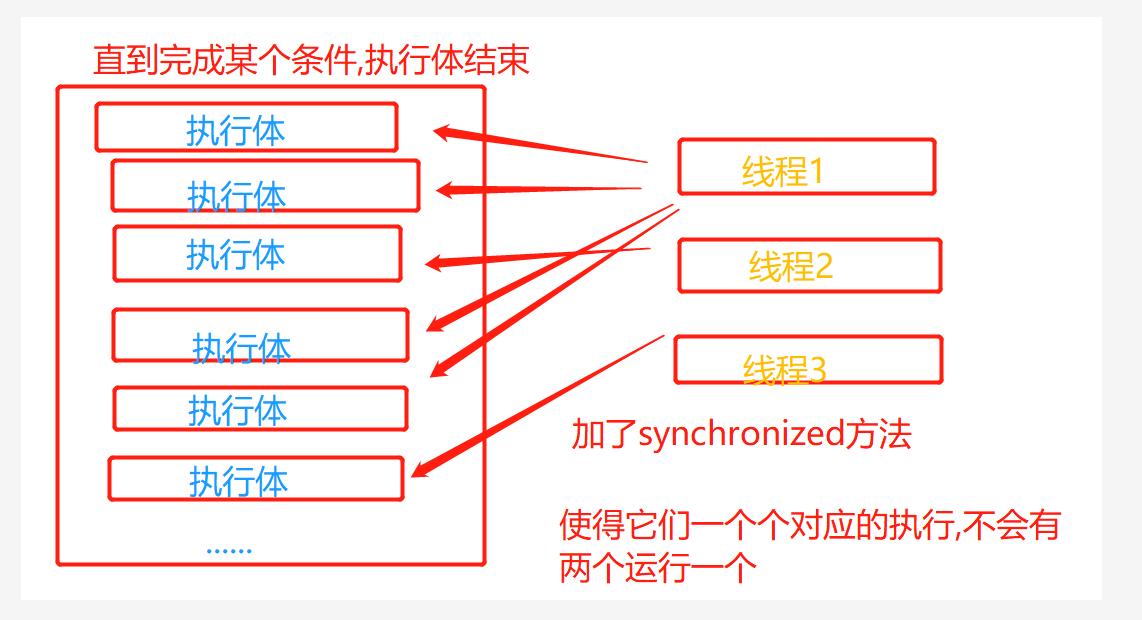 直到完成某个条件,执行体结束
执行体
执行体
执行体
执行体
执行体
执行体
......
线程1
线程2
线程3
加了synchronized方法
使得它们一个个对应的执行,不会有
两个运行一个